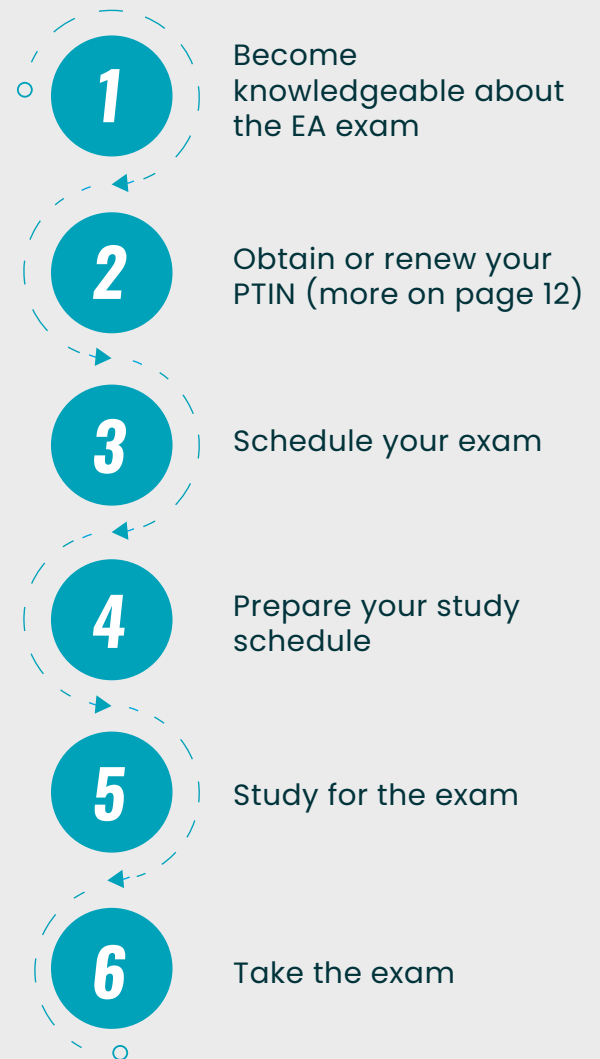 1
Become
knowledgeable about
the EA exam
2
Obtain or renew your
PTIN (more on page 12)
3
Schedule your exam
4
Prepare your study
schedule
5
Study for the exam
6
Take the exam